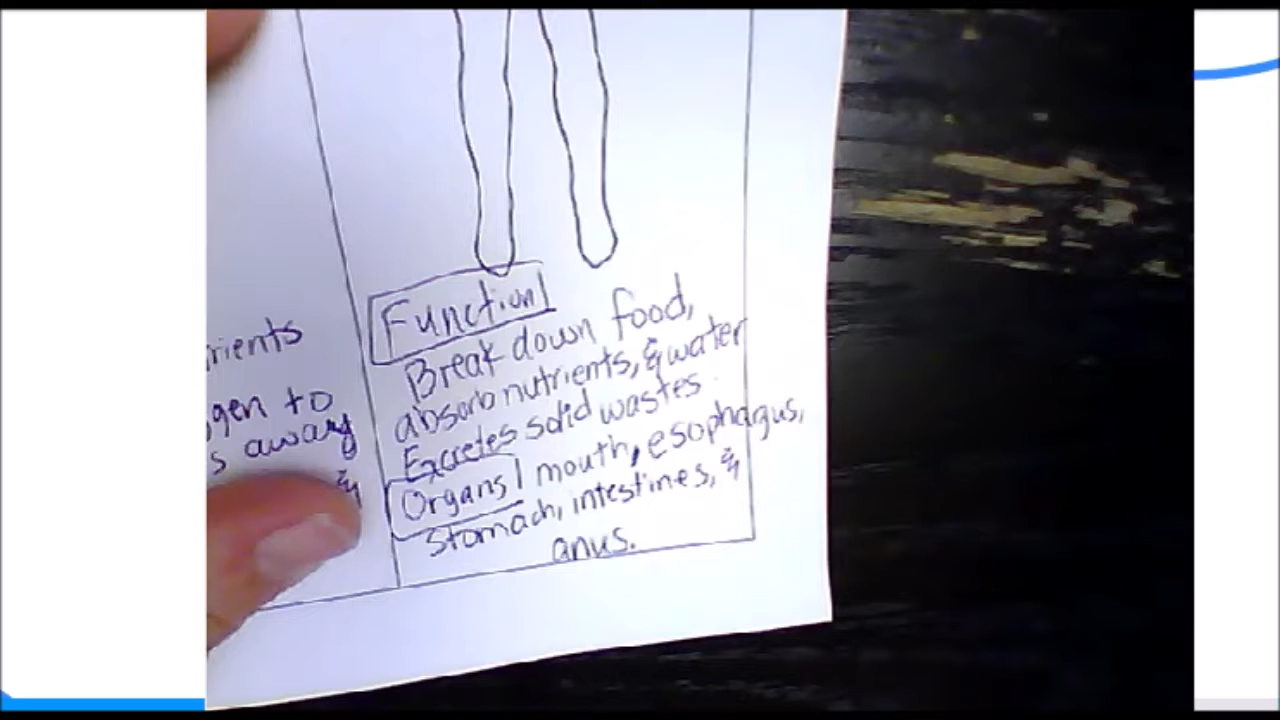 rients
gen to
s away
&
Function
Break down food,
absorb nutrients, & water
Excretes solid wastes.
Organs mouth, esophagus,
stomach, intestines, &
anus.